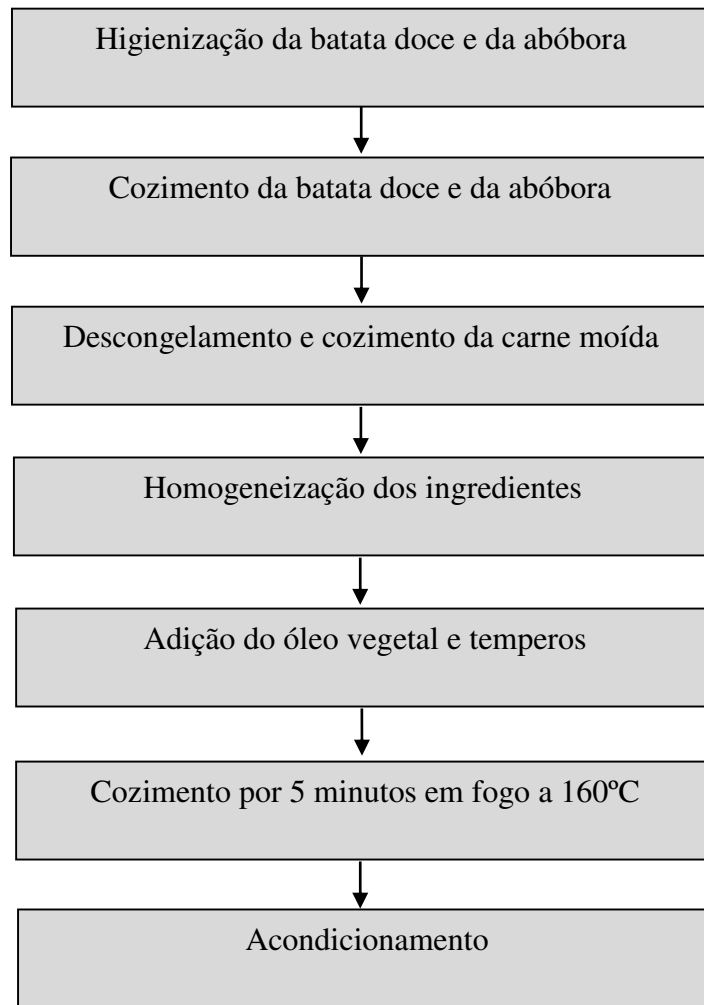 Higienização da batata doce e da abóbora
Cozimento da batata doce e da abóbora
Descongelamento e cozimento da carne moída
Homogeneização dos ingredientes
Adição do óleo vegetal e temperos
Cozimento por 5 minutos em fogo a 160ºC
Acondicionamento